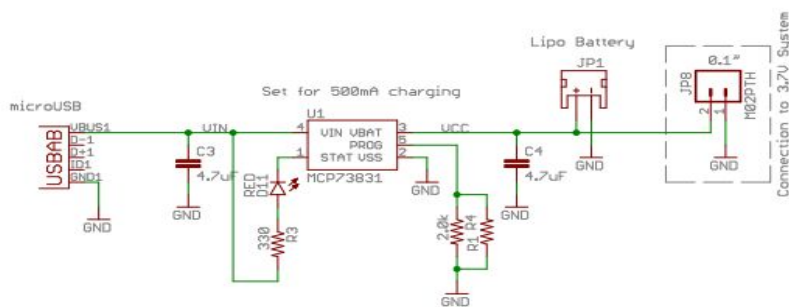 Lipo Battery
JP1
0.1"
JP8
M02PTH
2
1
GND
Connection to 3.7V System
Set for 500mA charging
microUSB
USBAB
VBUS1
D-1
D+1
ID1
GND1
GND
VIN
C3
4.7uF
GND
U1
4
VIN VBAT
3
PROG
5
1
STAT VSS
2
MCP73831
VCC
GND
RED
D11
330
R3
2.0k
R1
R4
GND
C4
4.7uF
GND
+
-
GND